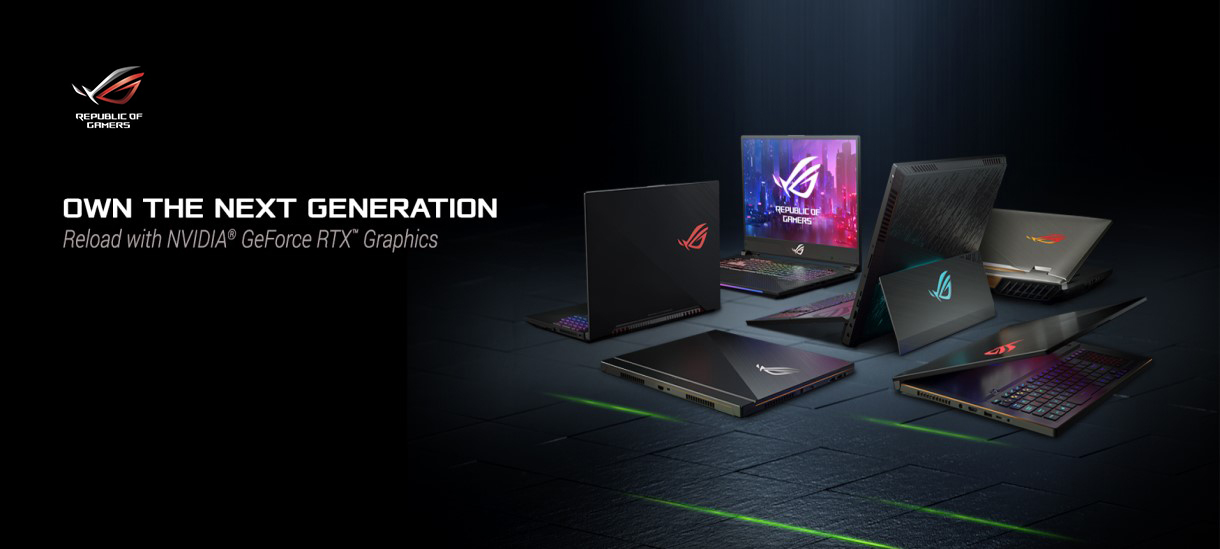 REPUBLIC OF
GAMERS
OWN THE NEXT GENERATION
Reload with NVIDIA® GeForce RTX™ Graphics
REPUBLIC OF
GAMERS